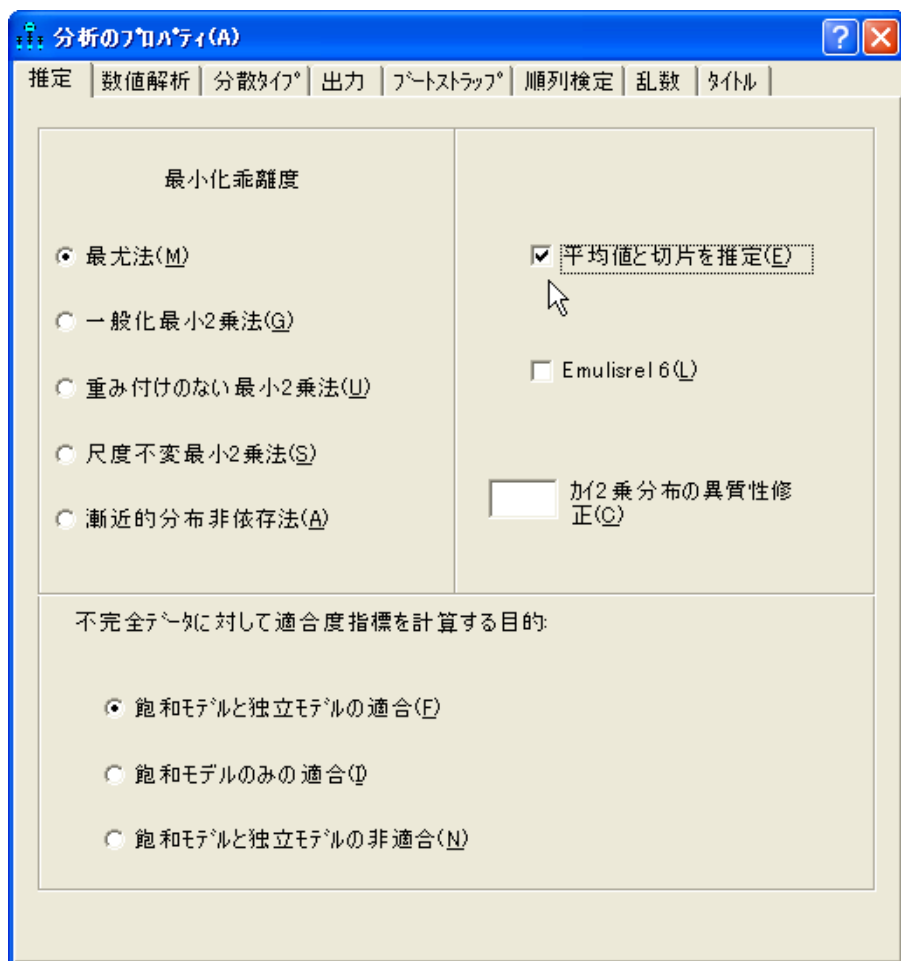 分析のﾌﾟﾛﾊﾟﾃｨ(A)
推定 数値解析 分散ﾀｲﾌﾟ 出力 ﾌﾞｰﾄｽﾄﾗｯﾌﾟ 順列検定 乱数 ﾀｲﾄﾙ
最小化乖離度
最尤法(M)
一般化最小2乗法(G)
重み付けのない最小2乗法(U)
尺度不変最小2乗法(S)
漸近的分布非依存法(A)
平均値と切片を推定(E)
Emulisrel 6(L)
ｶｲ2乗分布の異質性修
正(C)
不完全ﾃﾞｰﾀに対して適合度指標を計算する目的:
飽和ﾓﾃﾞﾙと独立ﾓﾃﾞﾙの適合(F)
飽和モデルのみの適合(I)
飽和ﾓﾃﾞﾙと独立ﾓﾃﾞﾙの非適合(N)